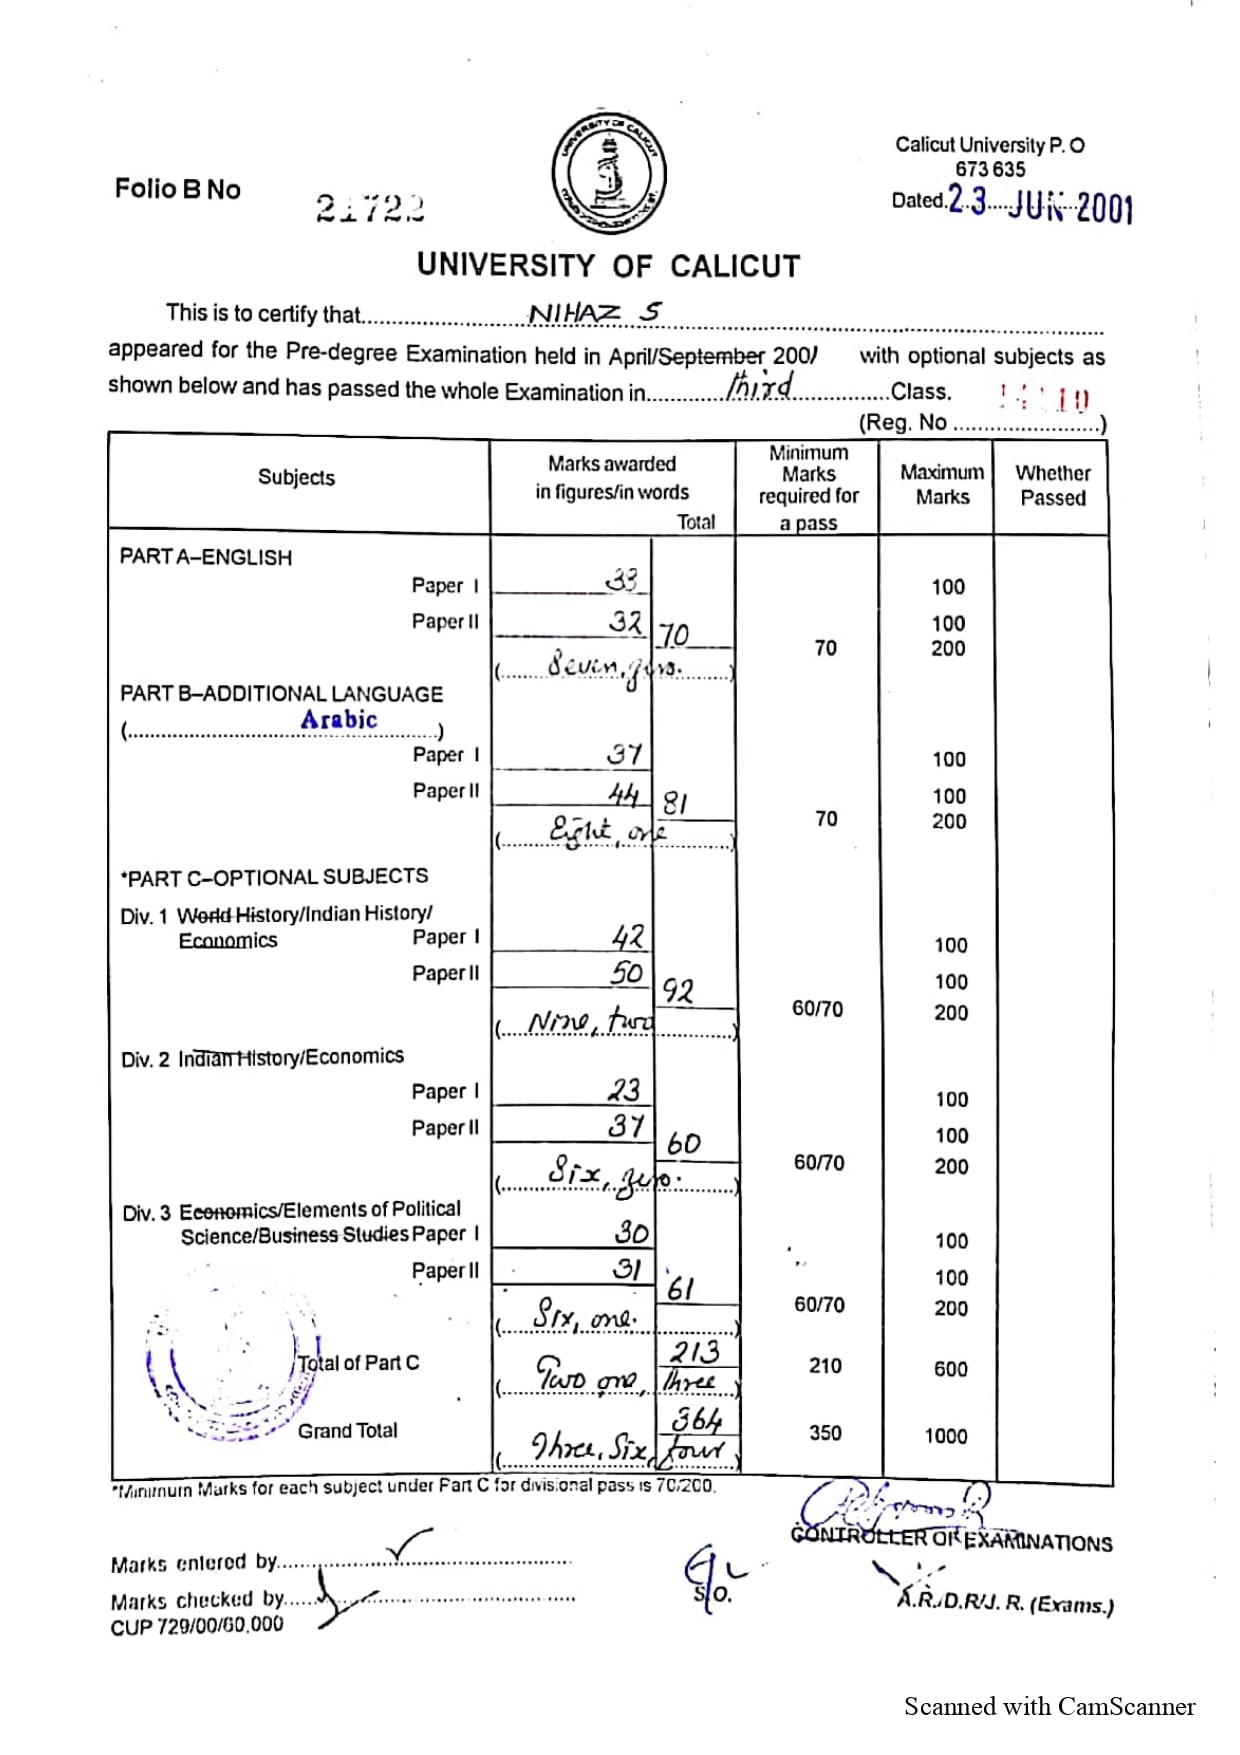 Calicut University P. O
673 635
Folio B No 21722
Dated.23 JUN 2001
UNIVERSITY OF CALICUT
UNIVERSITY OF CALICUT
This is to certify that NIHAZ S
appeared for the Pre-degree Examination held in April/September 2001 with optional subjects as
shown below and has passed the whole Examination in third Class.
(Reg. No ........................)
Subjects Marks awarded in figures/in words Total Minimum Marks required for a pass Maximum Marks Whether Passed
PART A–ENGLISH
Paper I 33 100
Paper II 32 70 100
70 200
(Seven, zero.)
PART B–ADDITIONAL LANGUAGE
(Arabic)
Paper I 37 100
Paper II 44 81 100
70 200
(Eight, one)
*PART C–OPTIONAL SUBJECTS
Div. 1 World History/Indian History/
Economics Paper I 42 100
Paper II 50 92 100
60/70 200
(Nine, two)
Div. 2 Indian History/Economics
Paper I 23 100
Paper II 37 60 100
60/70 200
(Six, zero.)
Div. 3 Economics/Elements of Political
Science/Business Studies Paper I 30 100
Paper II 31 61 100
60/70 200
(Six, one.)
213
Total of Part C (Two one, three) 210 600
364
Grand Total (Three, Six, four) 350 1000
*Minimum Marks for each subject under Part C for divisional pass is 70/200.
CONTROLLER OF EXAMINATIONS
Marks entered by
Marks checked by
S.O.
A.R./D.R/J. R. (Exams.)
CUP 729/00/60,000
Scanned with CamScanner